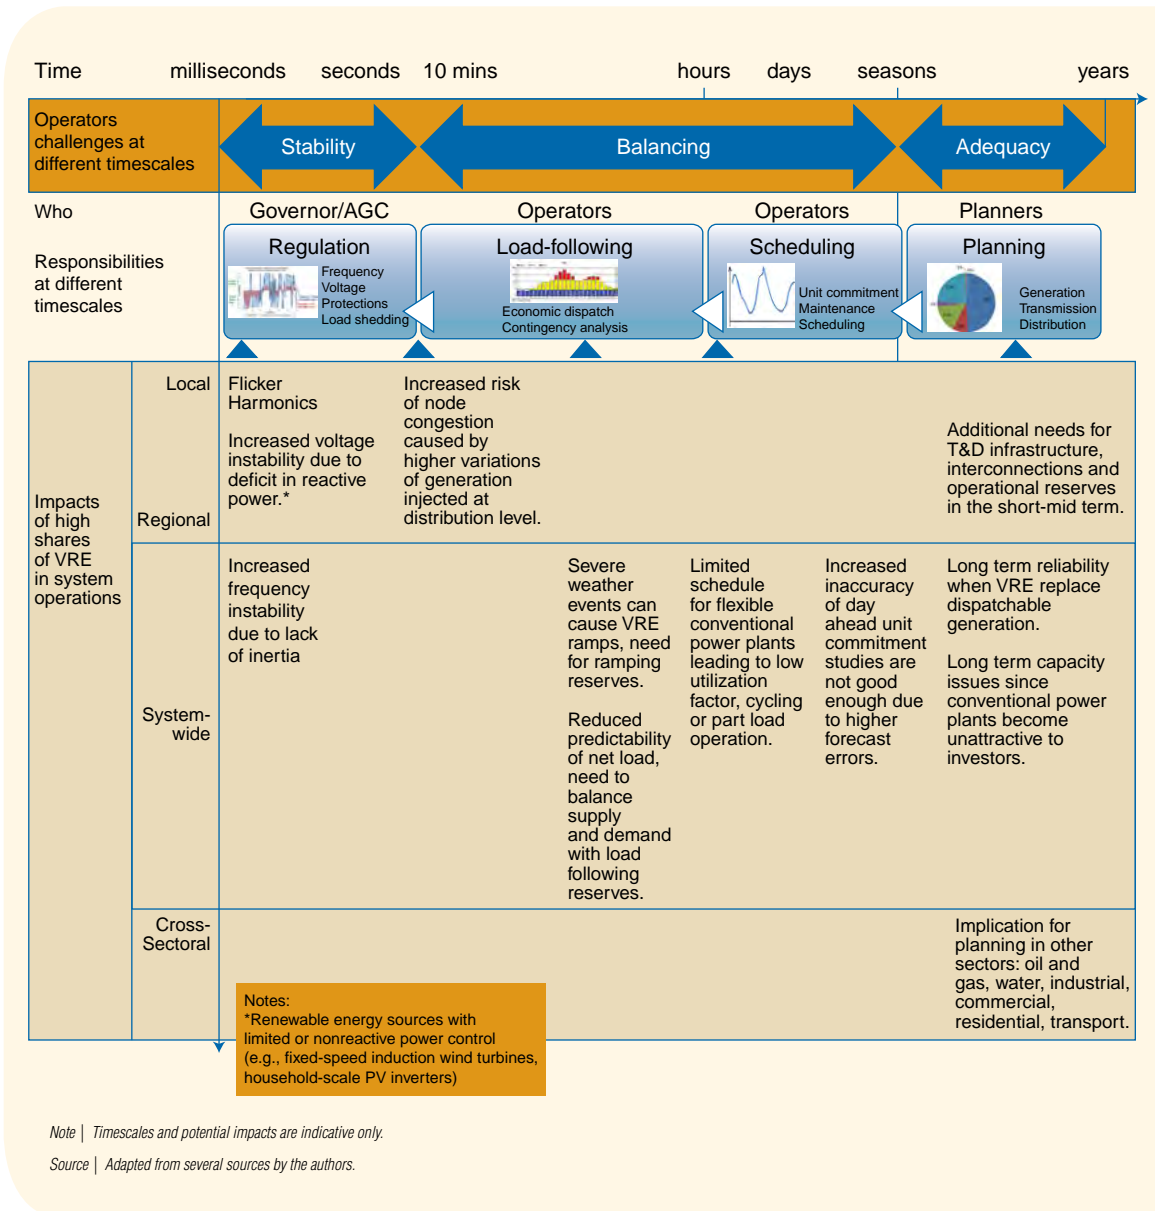 Time milliseconds seconds 10 mins hours days seasons years
Operators
challenges at
different timescales
Stability Balancing Adequacy
Who
Governor/AGC Operators Operators Planners
Responsibilities
at different
timescales
Regulation
Frequency
Voltage
Protections
Load shedding
Load-following
Economic dispatch
Contingency analysis
Scheduling
Unit commitment
Maintenance
Scheduling
Planning
Generation
Transmission
Distribution
Impacts
of high
shares
of VRE
in system
operations
Local
Regional
Flicker
Harmonics
Increased voltage
instability due to
deficit in reactive
power.*
Increased risk
of node
congestion
caused by
higher variations
of generation
injected at
distribution level.
Additional needs for
T&D infrastructure,
interconnections and
operational reserves
in the short-mid term.
System-
wide
Increased
frequency
instability
due to lack
of inertia
Severe
weather
events can
cause VRE
ramps, need
for ramping
reserves.
Reduced
predictability
of net load,
need to
balance
supply
and demand
with load
following
reserves.
Limited
schedule
for flexible
conventional
power plants
leading to low
utilization
factor, cycling
or part load
operation.
Increased
inaccuracy
of day
ahead unit
commitment
studies are
not good
enough due
to higher
forecast
errors.
Long term reliability
when VRE replace
dispatchable
generation.
Long term capacity
issues since
conventional power
plants become
unattractive to
investors.
Cross-
Sectoral
Implication for
planning in other
sectors: oil and
gas, water, industrial,
commercial,
residential, transport.
Notes:
*Renewable energy sources with
limited or nonreactive power control
(e.g., fixed-speed induction wind turbines,
household-scale PV inverters)
Note | Timescales and potential impacts are indicative only.
Source | Adapted from several sources by the authors.